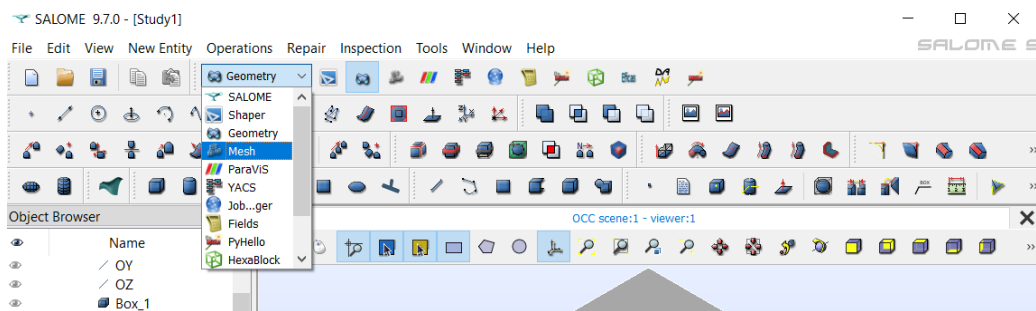 SALOME 9.7.0 - [Study1]
File Edit View New Entity Operations Repair Inspection Tools Window Help
SALOME S
Geometry
SALOME
Shaper
Geometry
Mesh
ParaViS
YACS
Job...ger
Fields
PyHello
HexaBlock
Object Browser
OCC scene:1 - viewer:1
Name
OY
OZ
Box_1